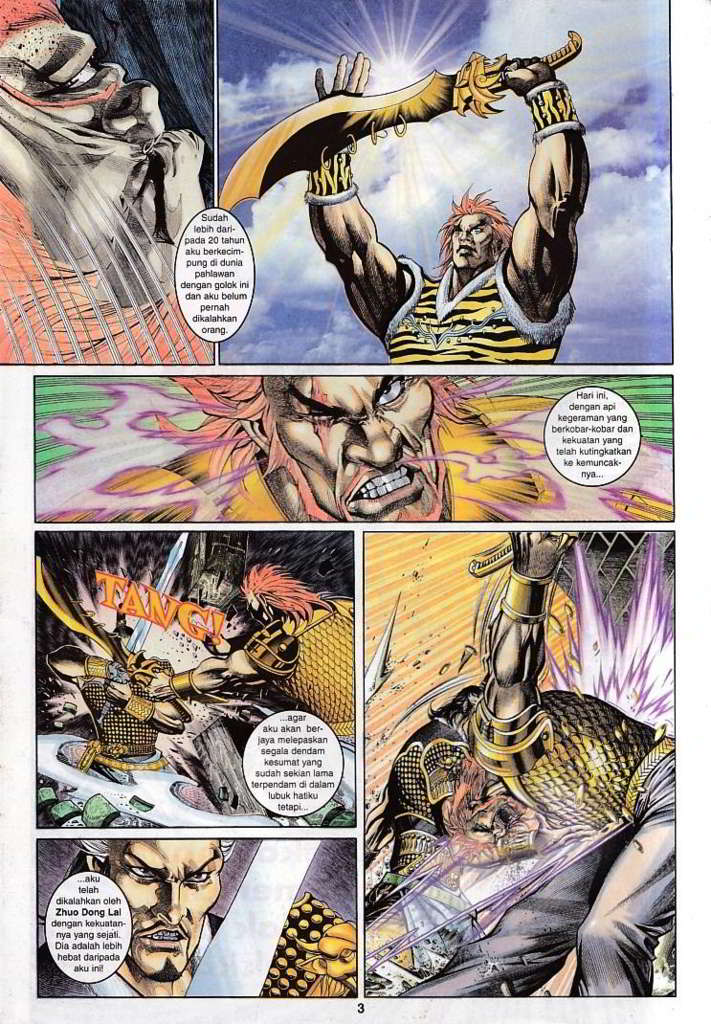 Sudah
lebih dari-
pada 20 tahun
aku berkecim-
pung di dunia
pahlawan
dengan golok ini
dan aku belum
pernah
dikalahkan
orang.
Hari ini,
dengan api
kegeraman yang
berkobar-kobar dan
kekuatan yang
telah kutingkatkan
ke kemuncak-
nya...
TANG!
...agar
aku akan ber-
jaya melepaskan
segala dendam
kesumat yang
sudah sekian lama
terpendam di dalam
lubuk hatiku
tetapi...
...aku
telah
dikalahkan oleh
Zhuo Dong Lal
dengan kekuatan-
nya yang sejati.
Dia adalah lebih
hebat daripada
aku ini!
3